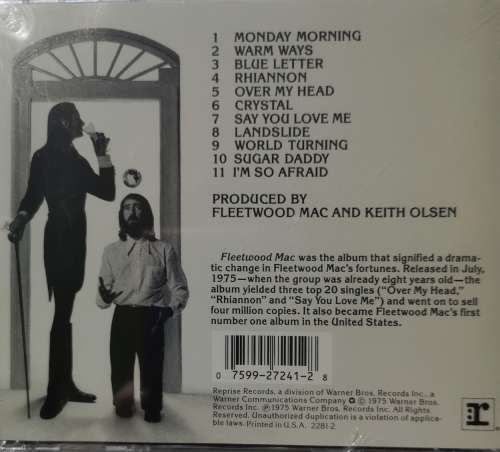 1 MONDAY MORNING
2 WARM WAYS
3 BLUE LETTER
4 RHIANNON
5 OVER MY HEAD
6 CRYSTAL
7 SAY YOU LOVE ME
8 LANDSLIDE
9 WORLD TURNING
10 SUGAR DADDY
11 I'M SO AFRAID
PRODUCED BY
FLEETWOOD MAC AND KEITH OLSEN
Fleetwood Mac was the album that signified a drama-
tic change in Fleetwood Mac's fortunes. Released in July,
1975—when the group was already eight years old—the
album yielded three top 20 singles ("Over My Head,"
"Rhiannon" and "Say You Love Me") and went on to sell
four million copies. It also became Fleetwood Mac's first
number one album in the United States.
0 7599-27241-2 8
Reprise Records, a division of Warner Bros. Records Inc., a
Warner Communications Company © 1975 Warner Bros.
Records Inc. ℗ 1975 Warner Bros. Records Inc. All Rights
Reserved. Unauthorized duplication is a violation of applica-
ble laws. Printed in U.S.A. 2281-2
r